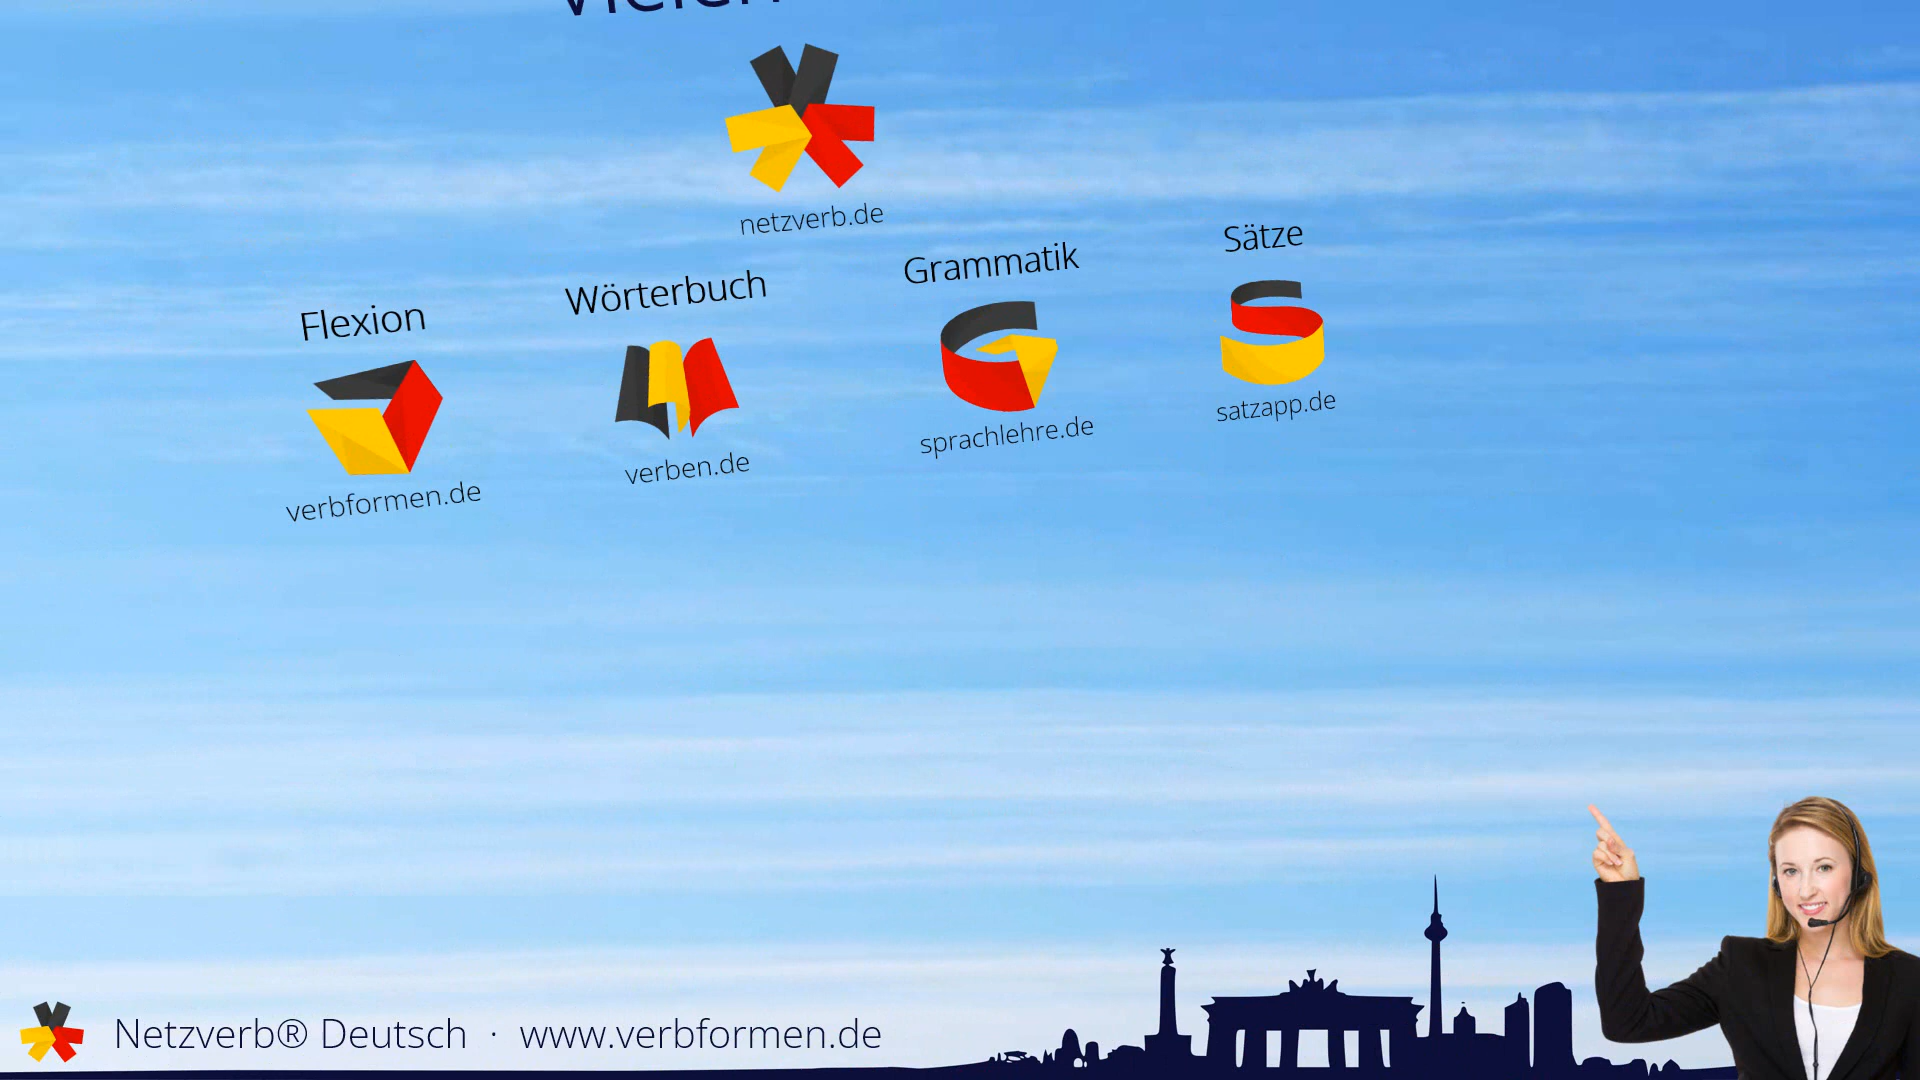 netzverb.de
Flexion
Wörterbuch
Grammatik
Sätze
verbformen.de
verben.de
sprachlehre.de
satzapp.de
Netzverb® Deutsch · www.verbformen.de